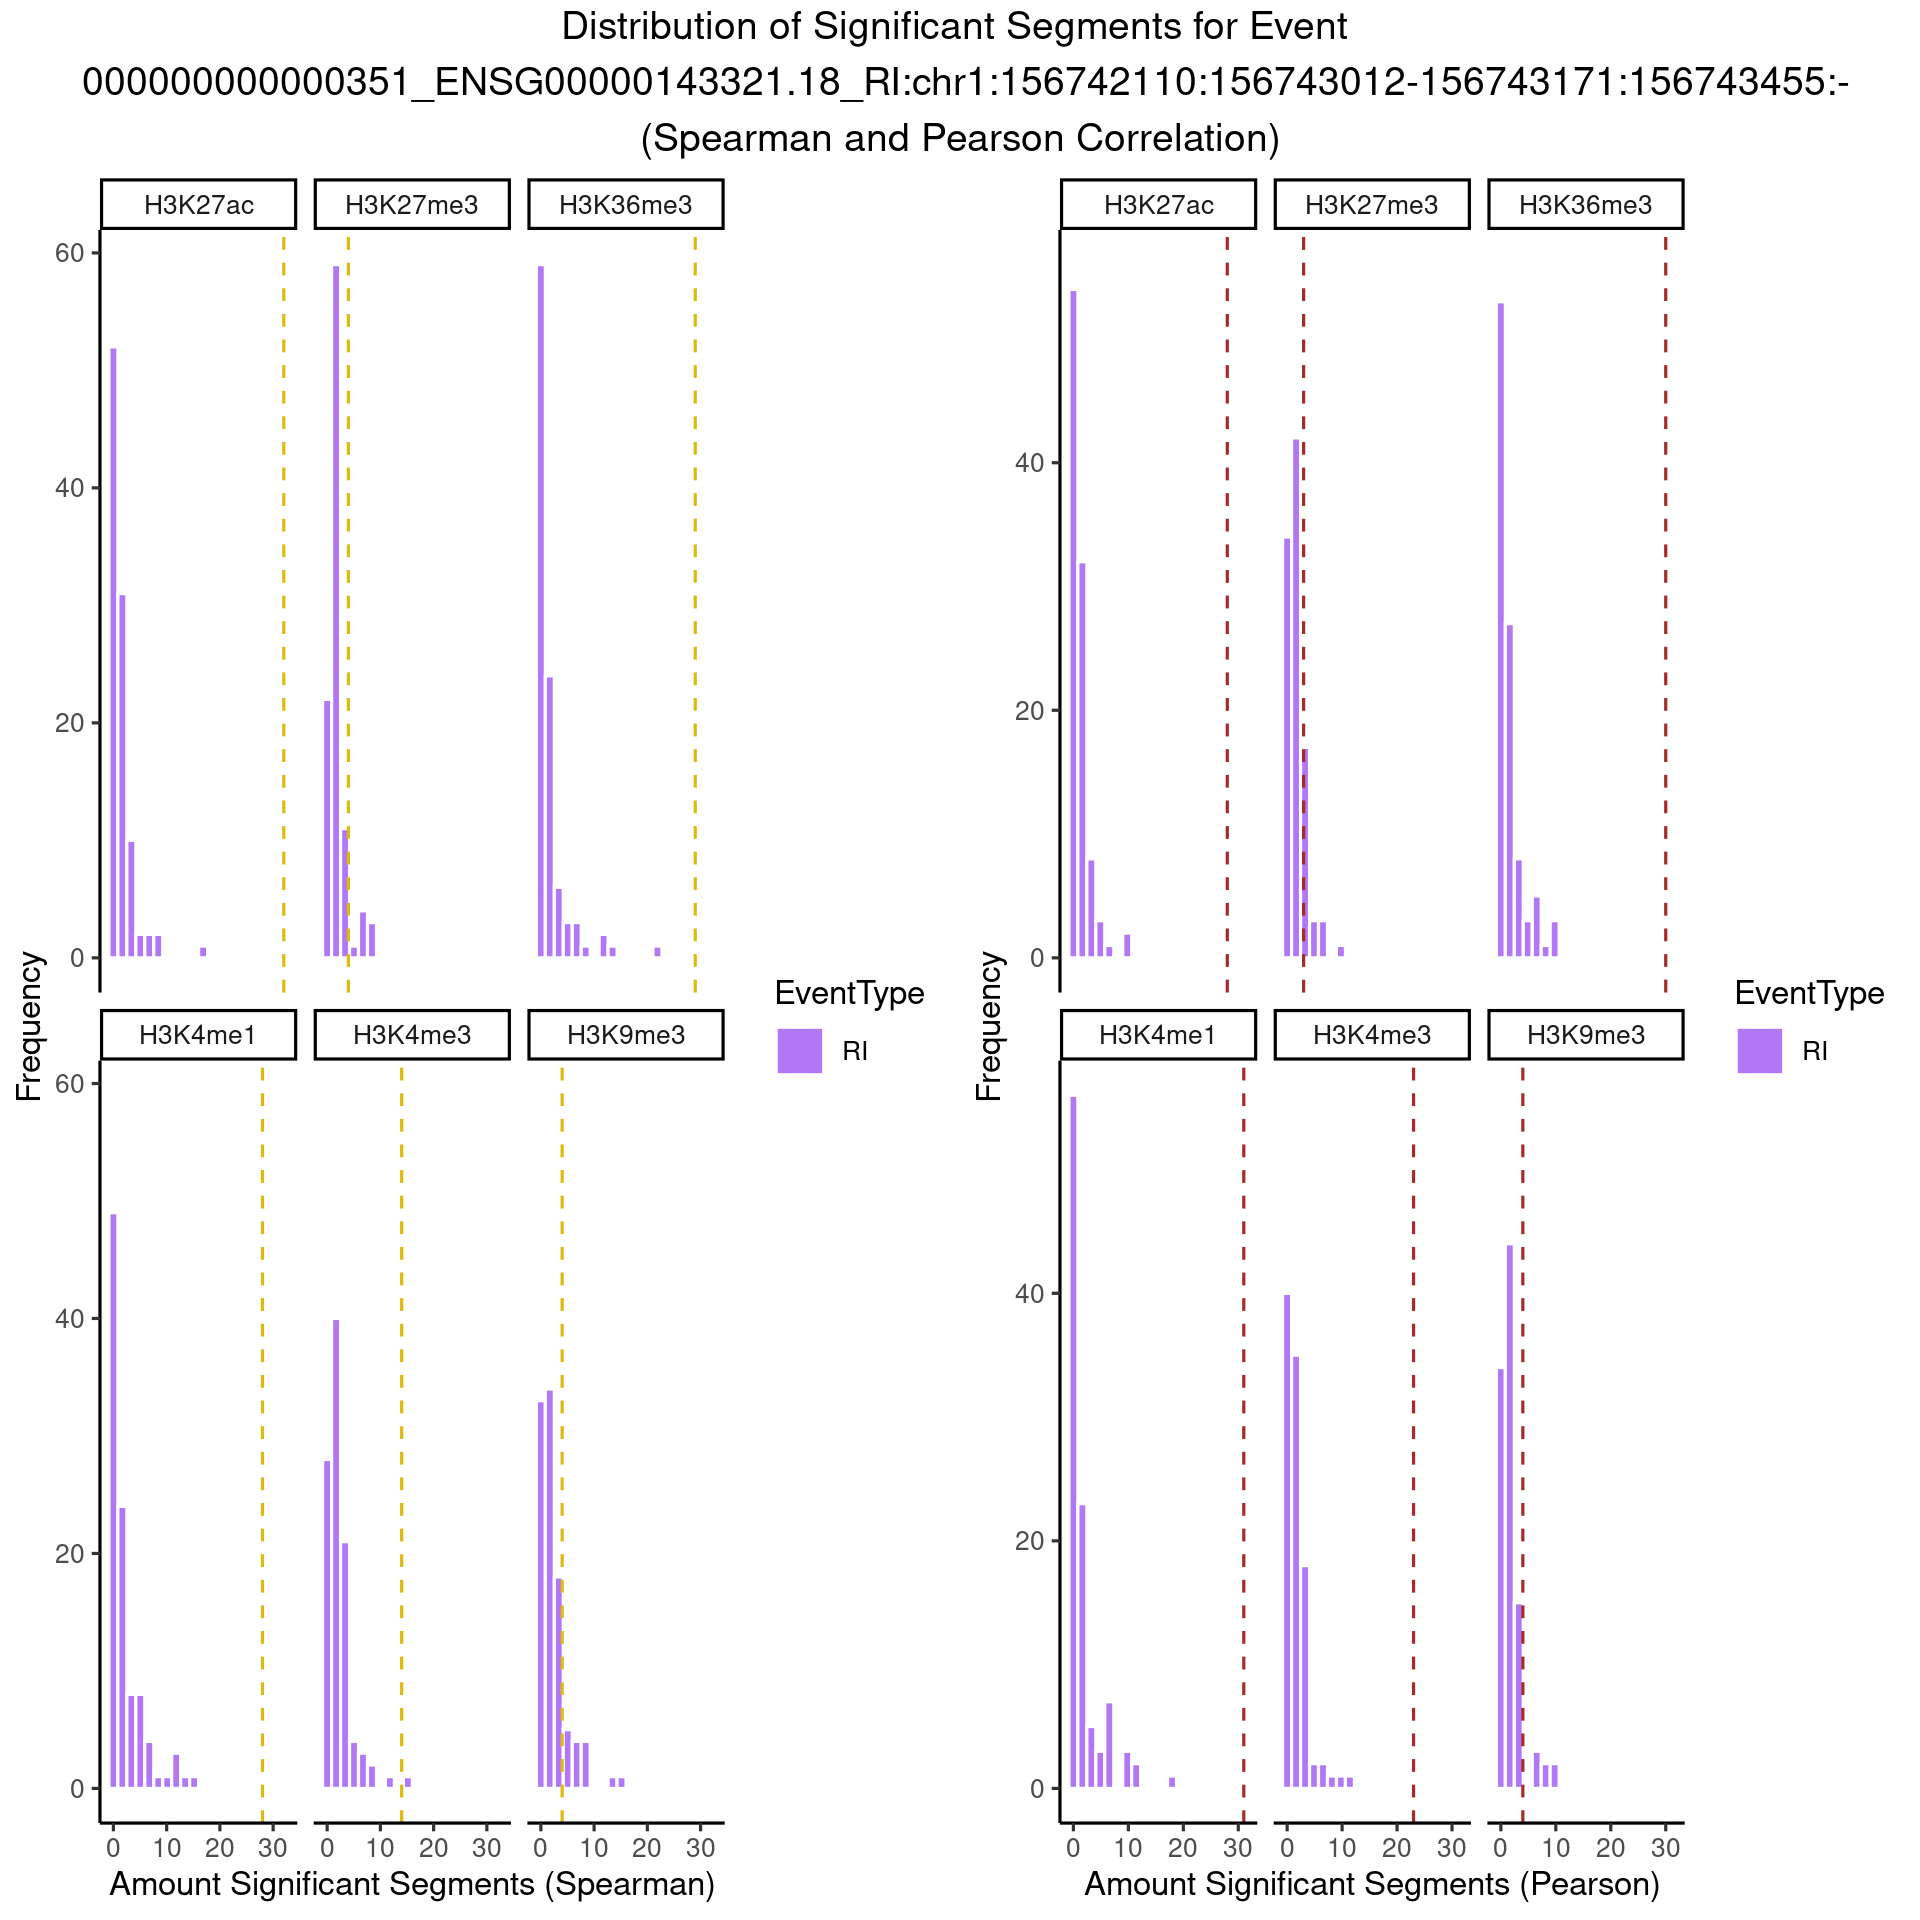 Distribution of Significant Segments for Event
000000000000351_ENSG00000143321.18_RI:chr1:156742110:156743012-156743171:156743455:-
(Spearman and Pearson Correlation)
H3K27ac H3K27me3 H3K36me3
60
40
20
0
H3K4me1 H3K4me3 H3K9me3
60
40
20
0
0 10 20 30 0 10 20 30 0 10 20 30
Frequency
Amount Significant Segments (Spearman)
EventType
RI
H3K27ac H3K27me3 H3K36me3
40
20
0
H3K4me1 H3K4me3 H3K9me3
40
20
0
0 10 20 30 0 10 20 30 0 10 20 30
Frequency
Amount Significant Segments (Pearson)
EventType
RI